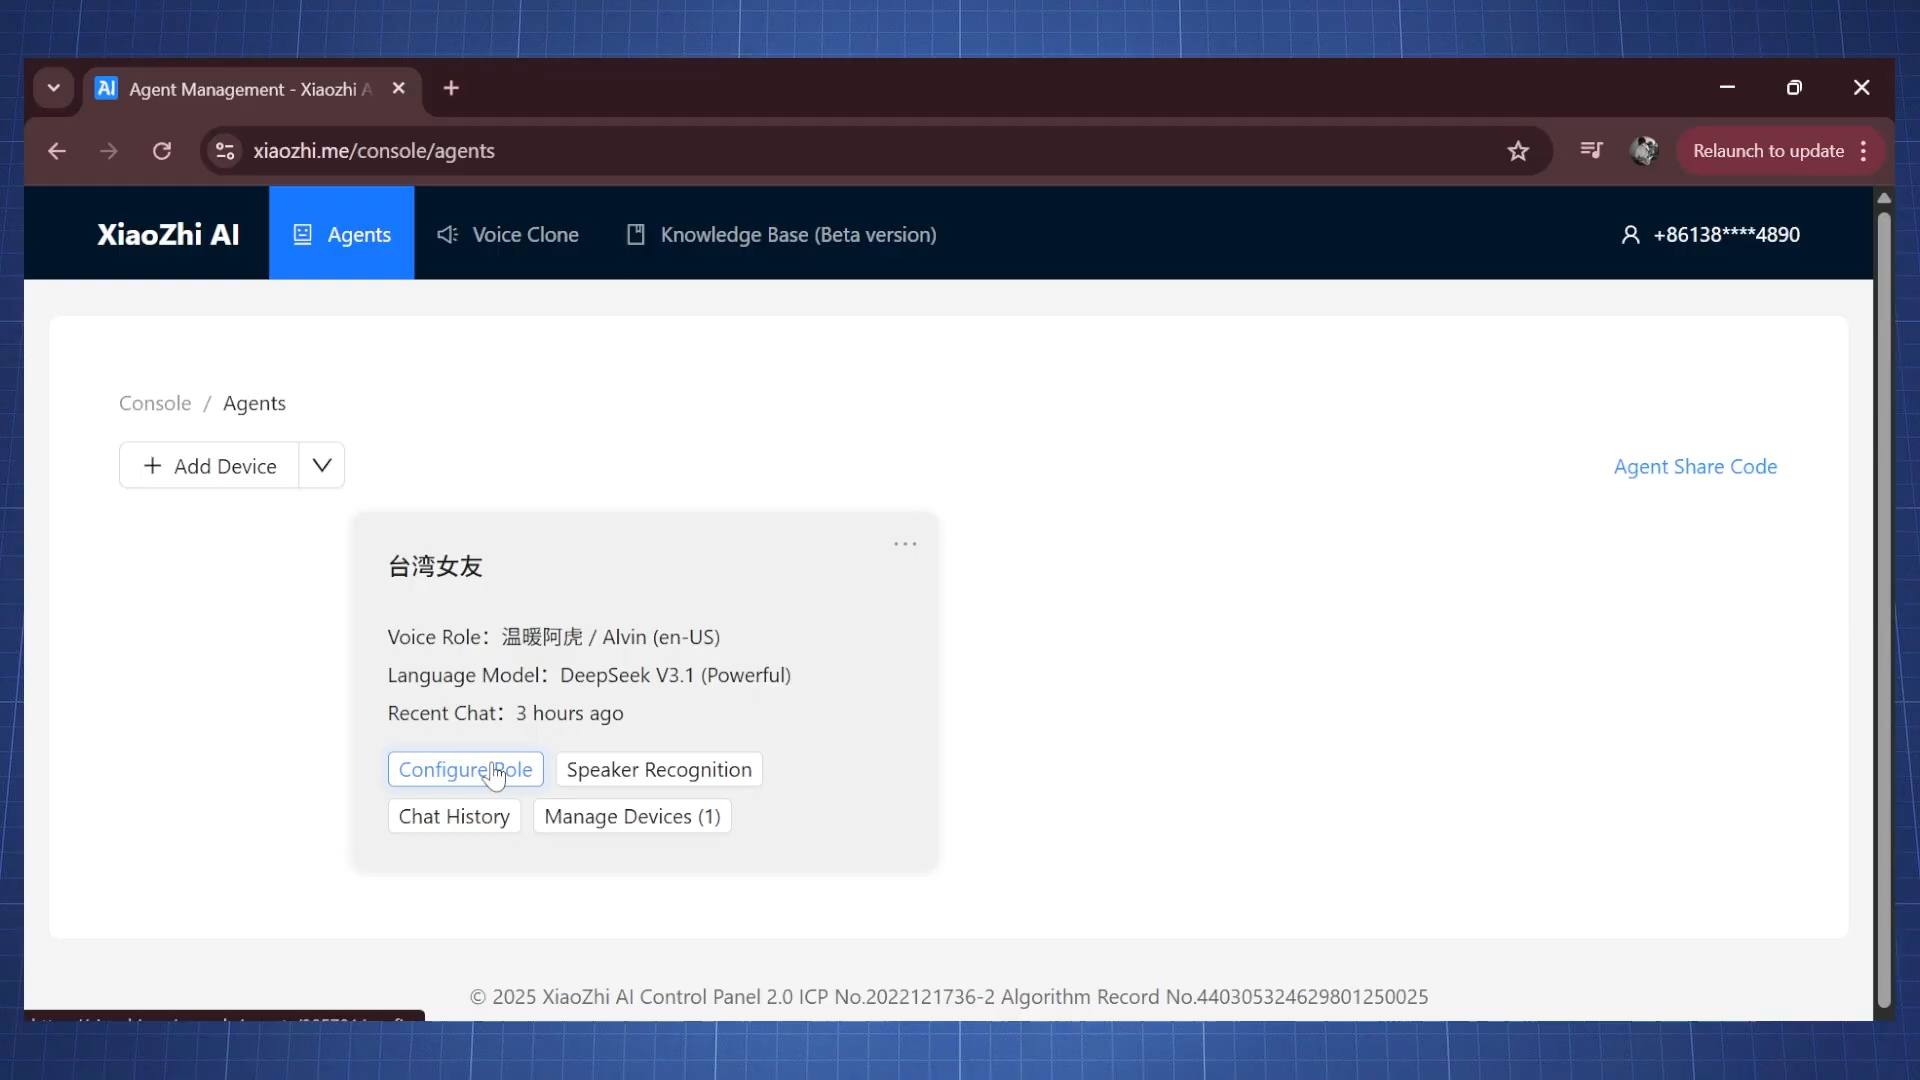 Agent Management - Xiaozhi A
xiaozhi.me/console/agents
Relaunch to update
XiaoZhi AI
Agents
Voice Clone
Knowledge Base (Beta version)
+86138****4890
Console / Agents
+ Add Device
Agent Share Code
台湾女友
Voice Role：温暖阿虎 / Alvin (en-US)
Language Model：DeepSeek V3.1 (Powerful)
Recent Chat：3 hours ago
Configure Role
Speaker Recognition
Chat History
Manage Devices (1)
© 2025 XiaoZhi AI Control Panel 2.0 ICP No.2022121736-2 Algorithm Record No.440305324629801250025